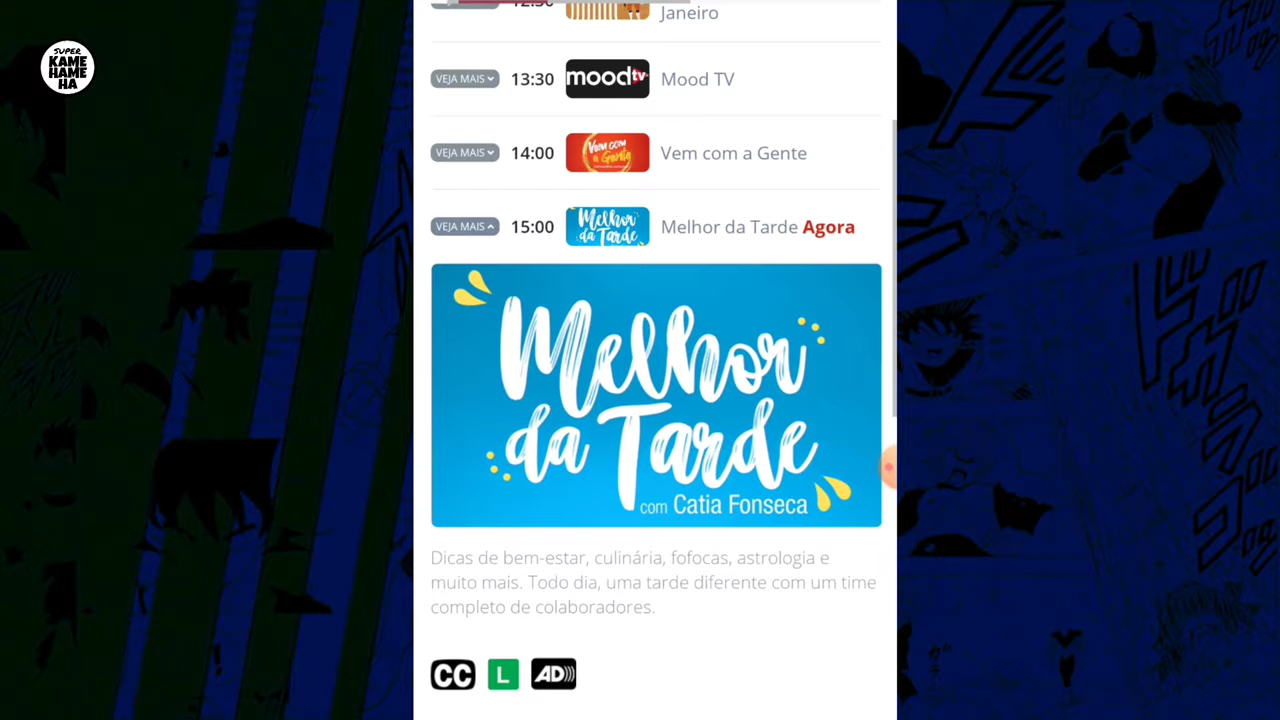 SUPER
KAME
HAME
HA
12:30
Janeiro
VEJA MAIS
13:30
moodtv
Mood TV
VEJA MAIS
14:00
Vem com
a Gente
Vem com a Gente
VEJA MAIS
15:00
Melhor
da Tarde
Melhor da Tarde Agora
Melhor
da Tarde
com Catia Fonseca
Dicas de bem-estar, culinária, fofocas, astrologia e
muito mais. Todo dia, uma tarde diferente com um time
completo de colaboradores.
CC
L
AD